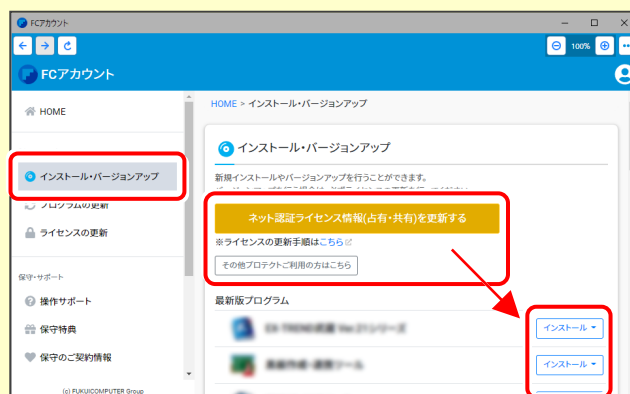 FCアカウント
100%
FCアカウント
HOME
インストール・バージョンアップ
プログラムの更新
ライセンスの更新
保守・サポート
操作サポート
保守特典
保守のご契約情報
(c) FUKUICOMPUTER Group
HOME > インストール・バージョンアップ
インストール・バージョンアップ
新規インストールやバージョンアップを行うことができます。
ネット認証ライセンス情報(占有・共有)を更新する
※ライセンスの更新手順はこちら
その他プロテクトご利用の方はこちら
最新版プログラム
インストール
インストール